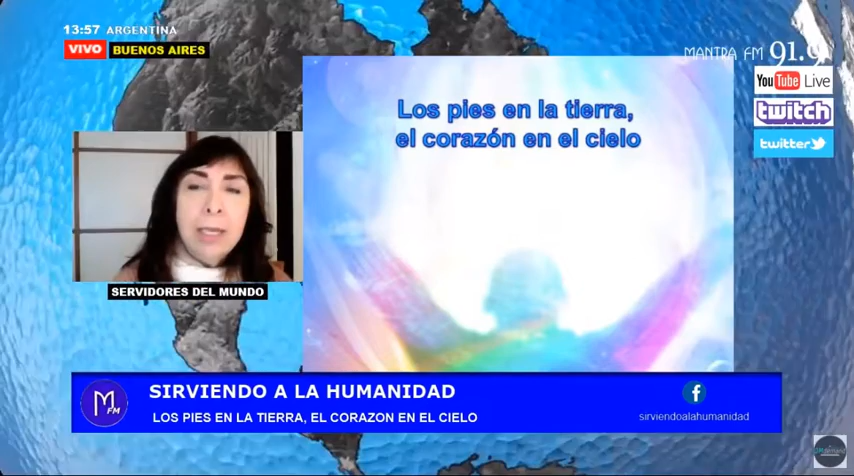 13:57 ARGENTINA
VIVO BUENOS AIRES
MANTRA FM 91.9
YouTube Live
twitch
twitter
Los pies en la tierra,
el corazón en el cielo
SERVIDORES DEL MUNDO
M FM
SIRVIENDO A LA HUMANIDAD
LOS PIES EN LA TIERRA, EL CORAZON EN EL CIELO
sirviendoalahumanidad